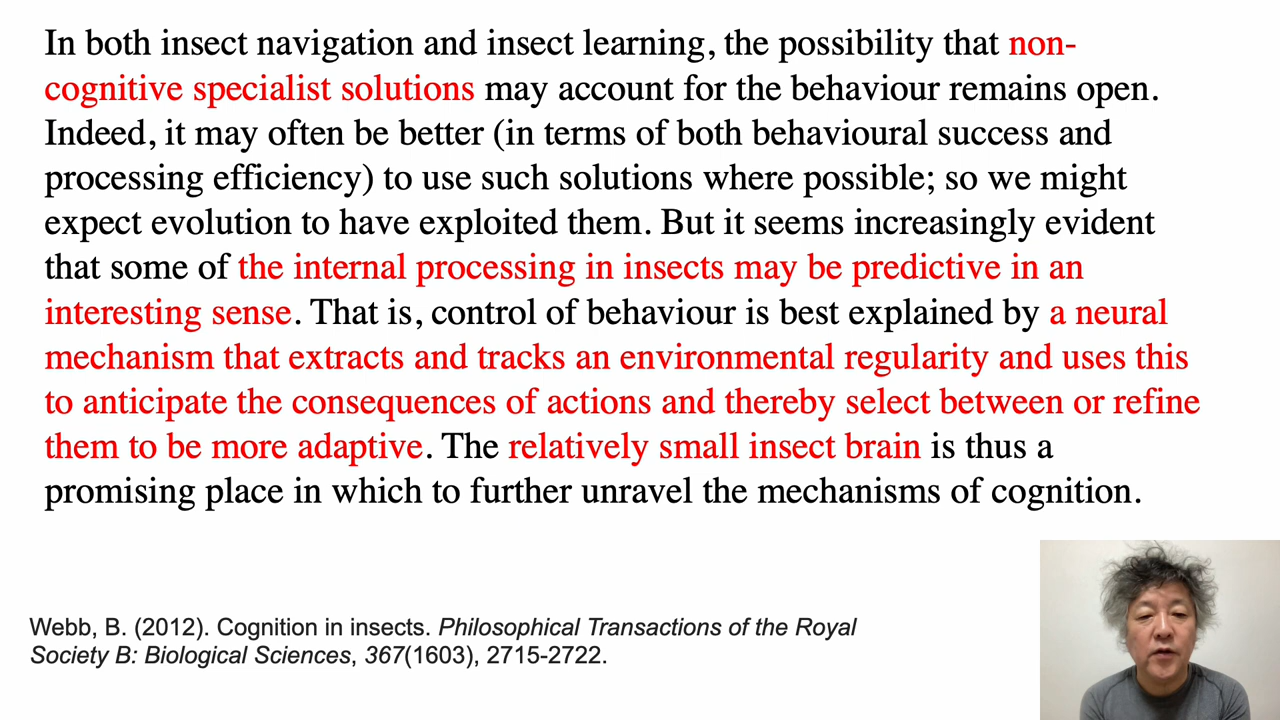 In both insect navigation and insect learning, the possibility that non-
cognitive specialist solutions may account for the behaviour remains open.
Indeed, it may often be better (in terms of both behavioural success and
processing efficiency) to use such solutions where possible; so we might
expect evolution to have exploited them. But it seems increasingly evident
that some of the internal processing in insects may be predictive in an
interesting sense. That is, control of behaviour is best explained by a neural
mechanism that extracts and tracks an environmental regularity and uses this
to anticipate the consequences of actions and thereby select between or refine
them to be more adaptive. The relatively small insect brain is thus a
promising place in which to further unravel the mechanisms of cognition.
Webb, B. (2012). Cognition in insects. Philosophical Transactions of the Royal
Society B: Biological Sciences, 367(1603), 2715-2722.